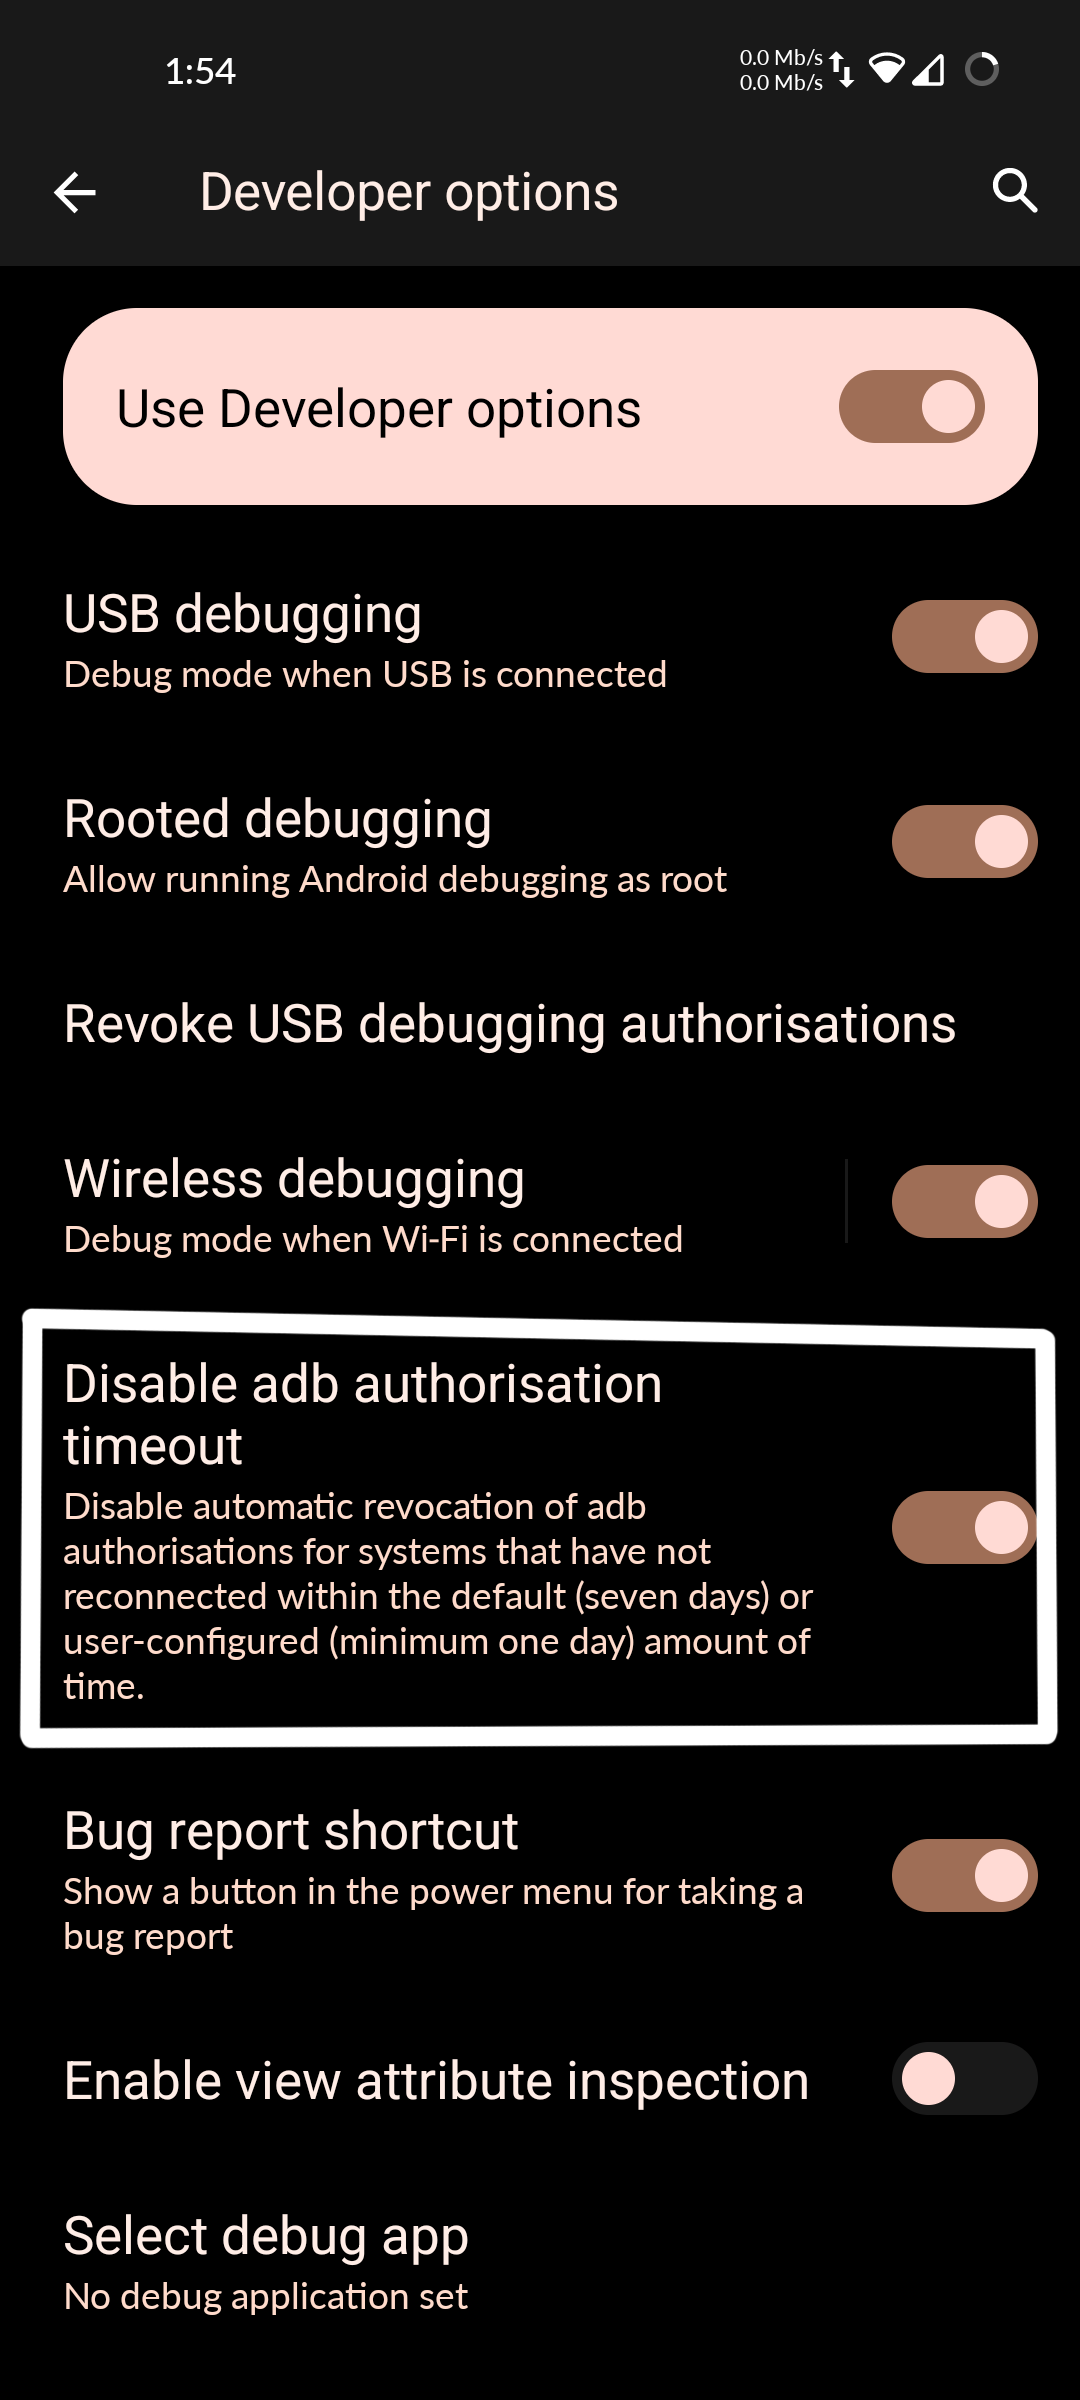 1:54
0.0 Mb/s
0.0 Mb/s
Developer options
Use Developer options
USB debugging
Debug mode when USB is connected
Rooted debugging
Allow running Android debugging as root
Revoke USB debugging authorisations
Wireless debugging
Debug mode when Wi-Fi is connected
Disable adb authorisation
timeout
Disable automatic revocation of adb
authorisations for systems that have not
reconnected within the default (seven days) or
user-configured (minimum one day) amount of
time.
Bug report shortcut
Show a button in the power menu for taking a
bug report
Enable view attribute inspection
Select debug app
No debug application set